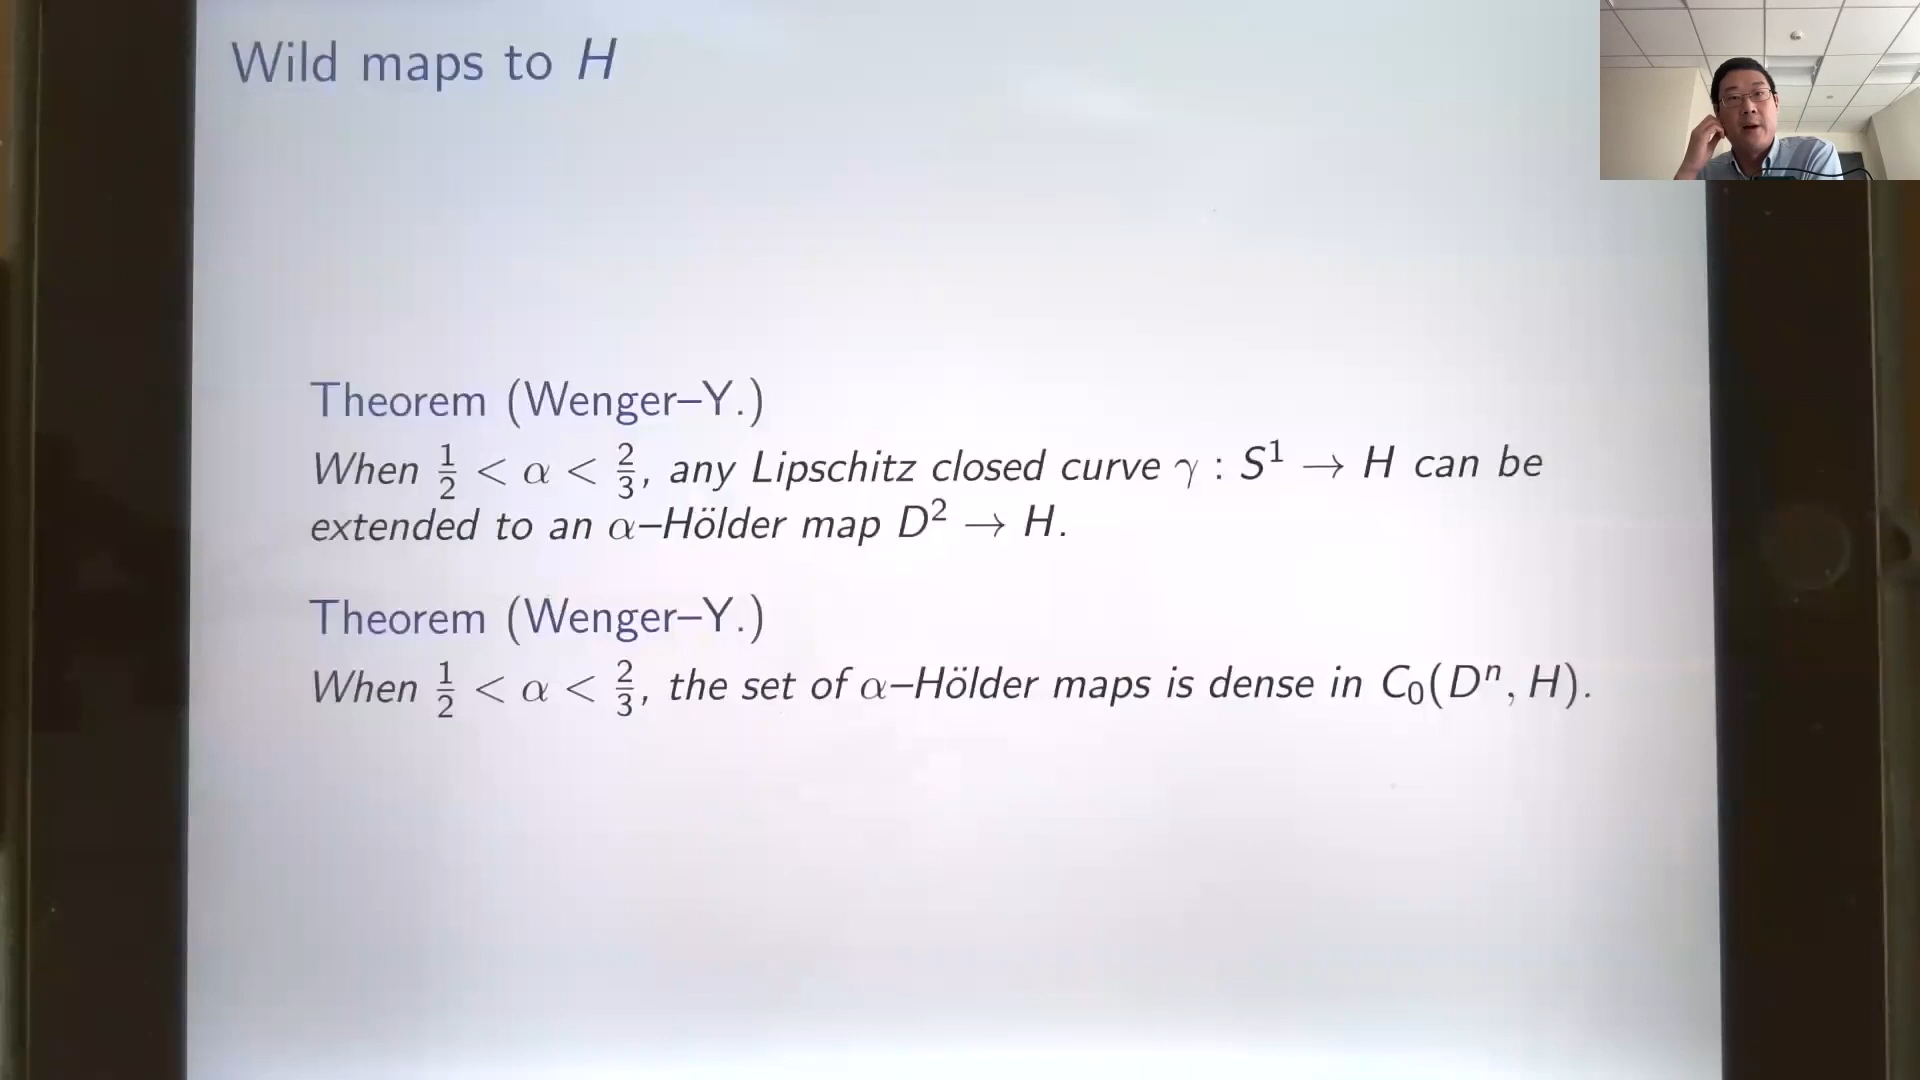 Wild maps to H
Theorem (Wenger–Y.)
When 1/2 < α < 2/3, any Lipschitz closed curve γ : S¹ → H can be
extended to an α–Hölder map D² → H.
Theorem (Wenger–Y.)
When 1/2 < α < 2/3, the set of α–Hölder maps is dense in C₀(Dⁿ, H).